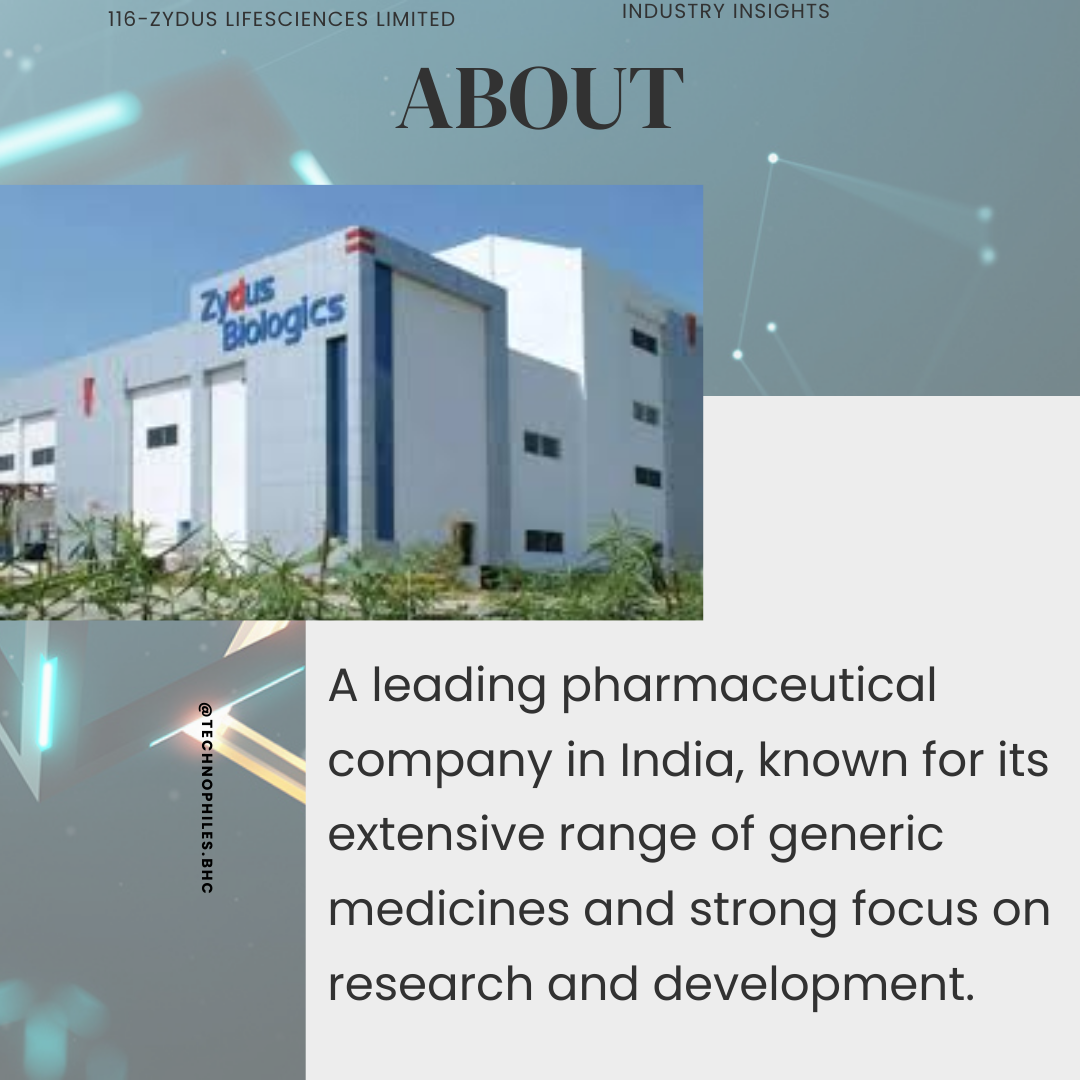 116-ZYDUS LIFESCIENCES LIMITED
INDUSTRY INSIGHTS
ABOUT
Zydus
Biologics
@TECHNOPHILES.BHC
A leading pharmaceutical
company in India, known for its
extensive range of generic
medicines and strong focus on
research and development.